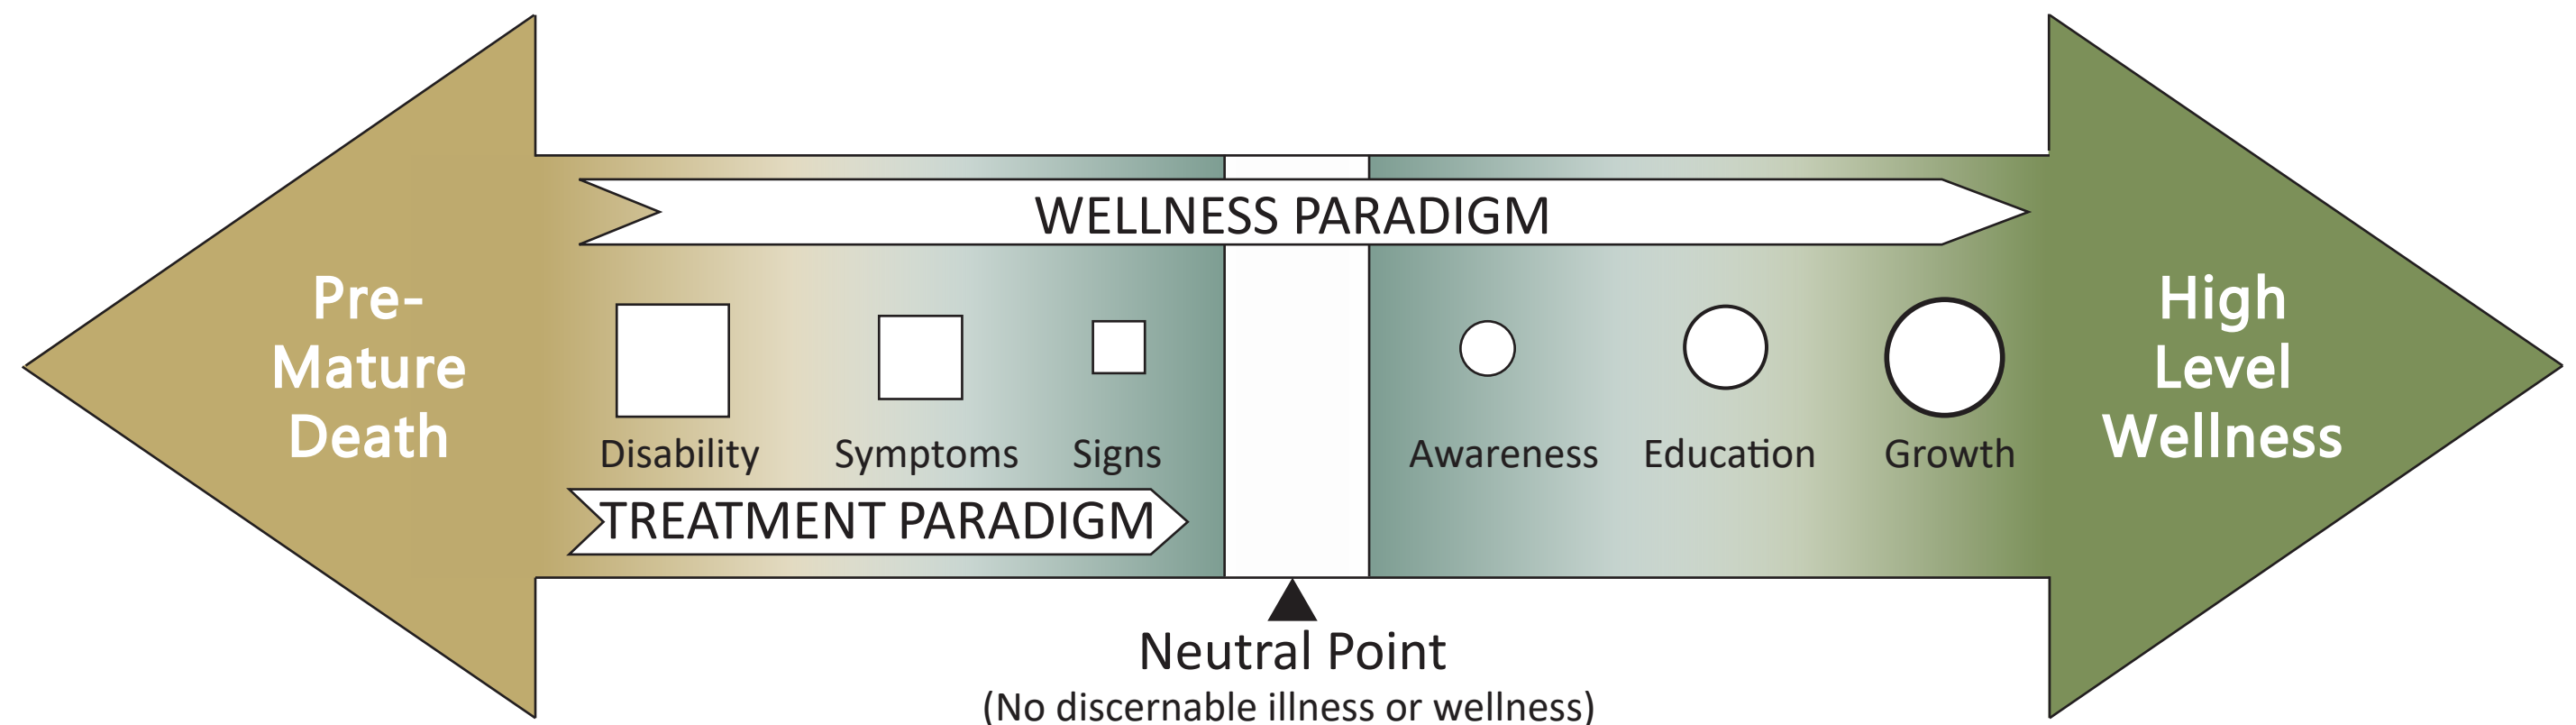 WELLNESS PARADIGM
Pre-
Mature
Death
High
Level
Wellness
Disability
Symptoms
Signs
Awareness
Education
Growth
TREATMENT PARADIGM
Neutral Point
(No discernable illness or wellness)